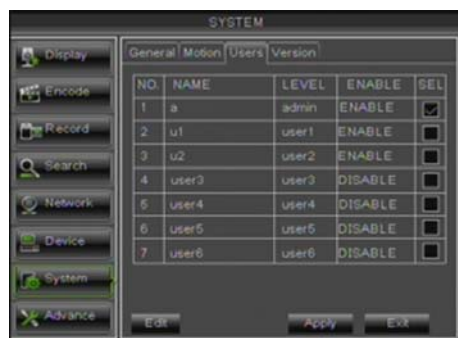 SYSTEM
Display
Encode
Record
Search
Network
Device
System
Advance
General Motion Users Version
NO. NAME LEVEL ENABLE SEL
1 a admin ENABLE
2 u1 user1 ENABLE
3 u2 user2 ENABLE
4 user3 user3 DISABLE
5 user4 user4 DISABLE
6 user5 user5 DISABLE
7 user6 user6 DISABLE
Edit Apply Exit